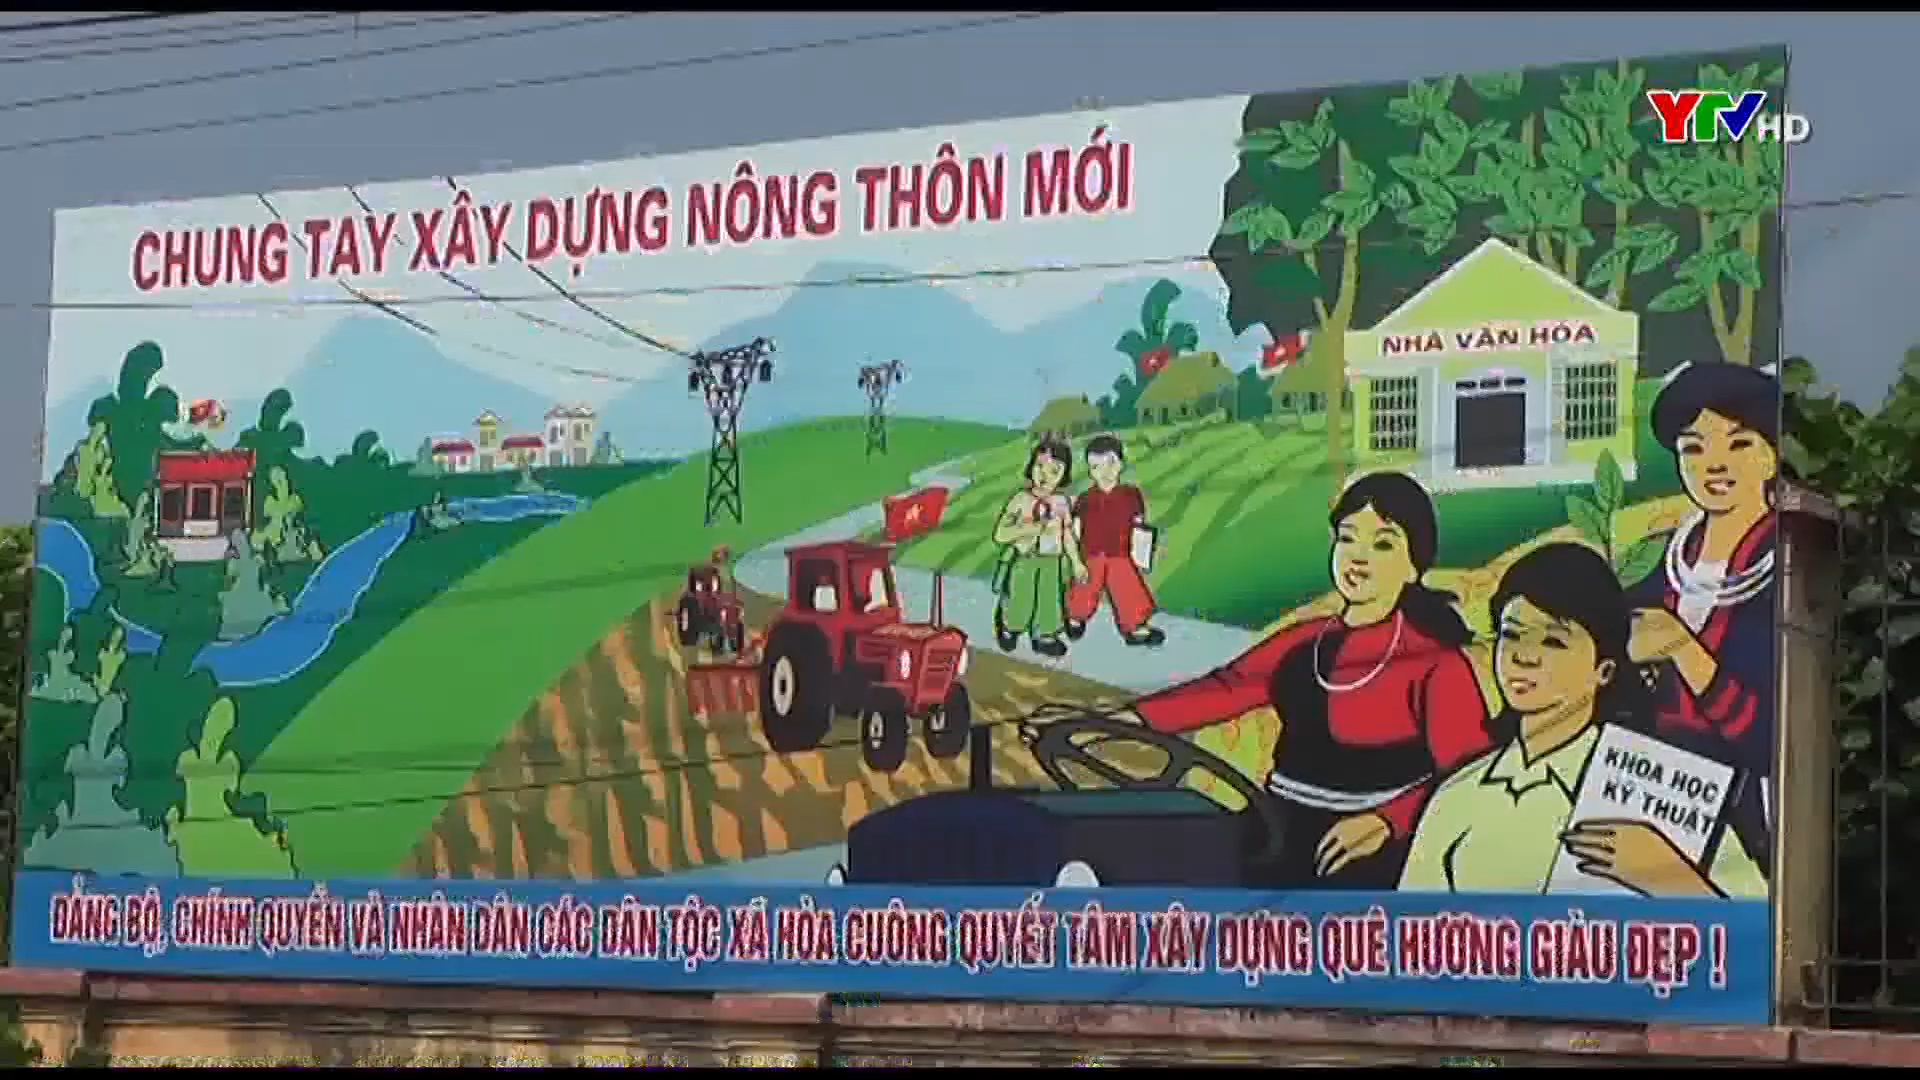 YTV HD
CHUNG TAY XÂY DỰNG NÔNG THÔN MỚI
NHÀ VĂN HÓA
KHOA HỌC
KỸ THUẬT
ĐẢNG BỘ, CHÍNH QUYỀN VÀ NHÂN DÂN CÁC DÂN TỘC XÃ HÒA CUÔNG QUYẾT TÂM XÂY DỰNG QUÊ HƯƠNG GIÀU ĐẸP !